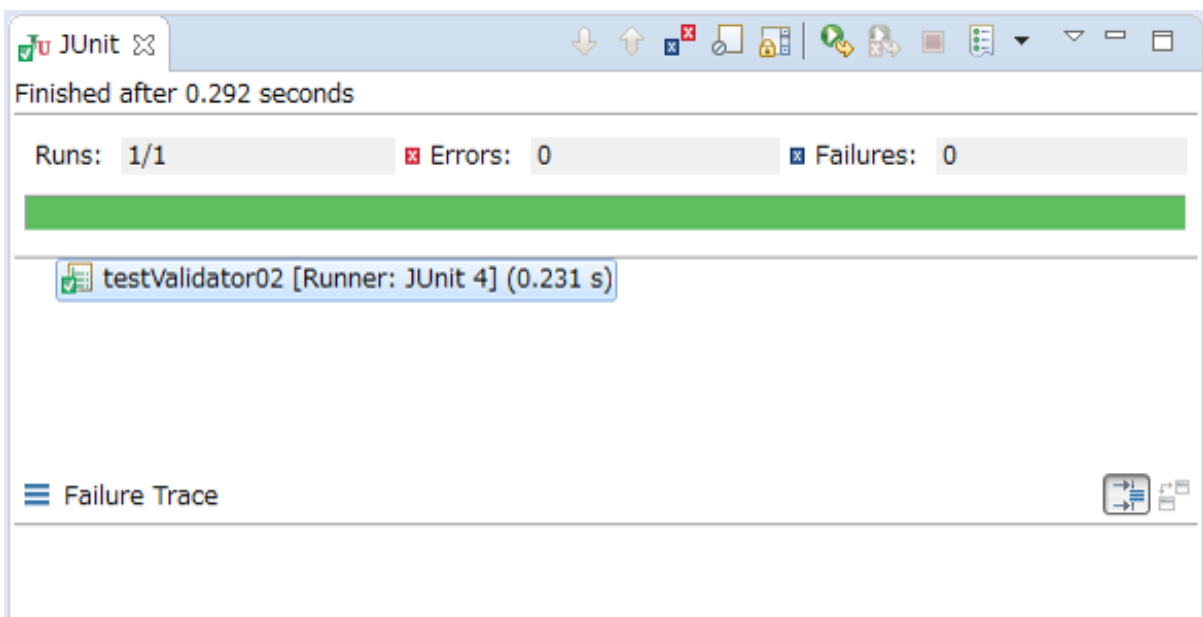 JUnit
Finished after 0.292 seconds
Runs: 1/1 Errors: 0 Failures: 0
testValidator02 [Runner: JUnit 4] (0.231 s)
Failure Trace